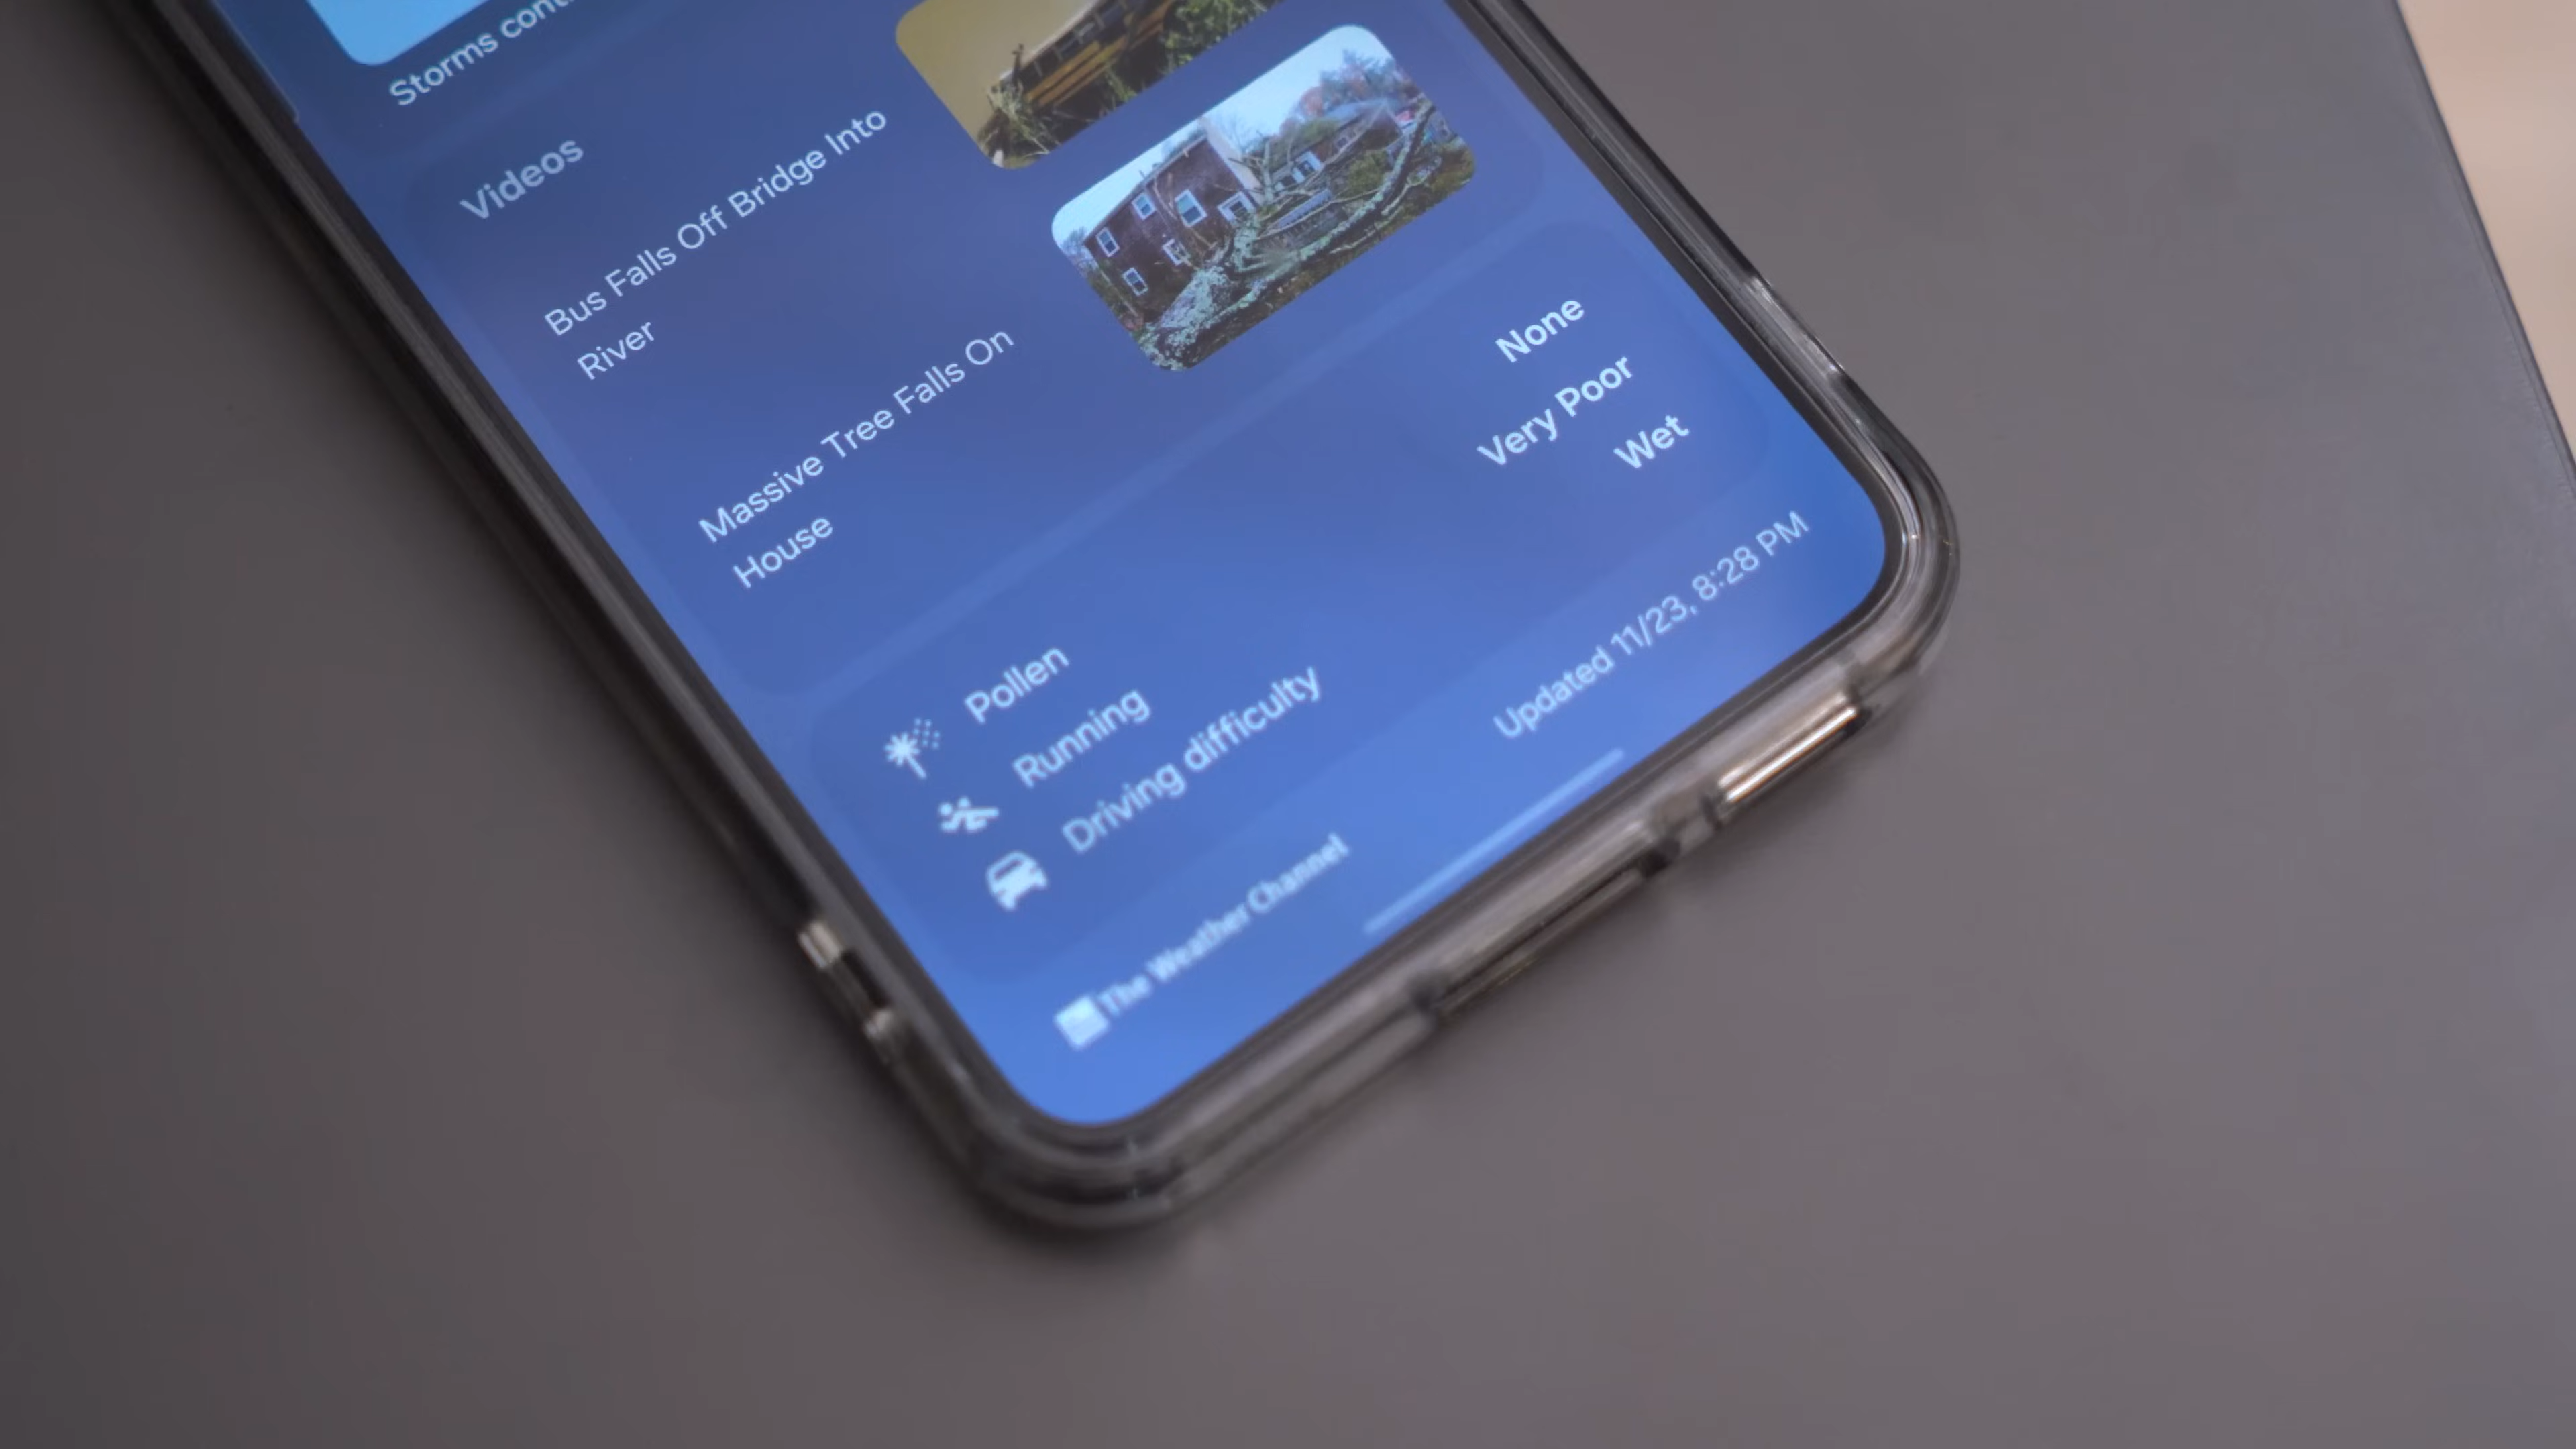 Storms
Videos
Bus Falls Off Bridge Into
River
Massive Tree Falls On
House
Pollen None
Running Very Poor
Driving difficulty Wet
The Weather Channel Updated 11/23, 8:28 PM